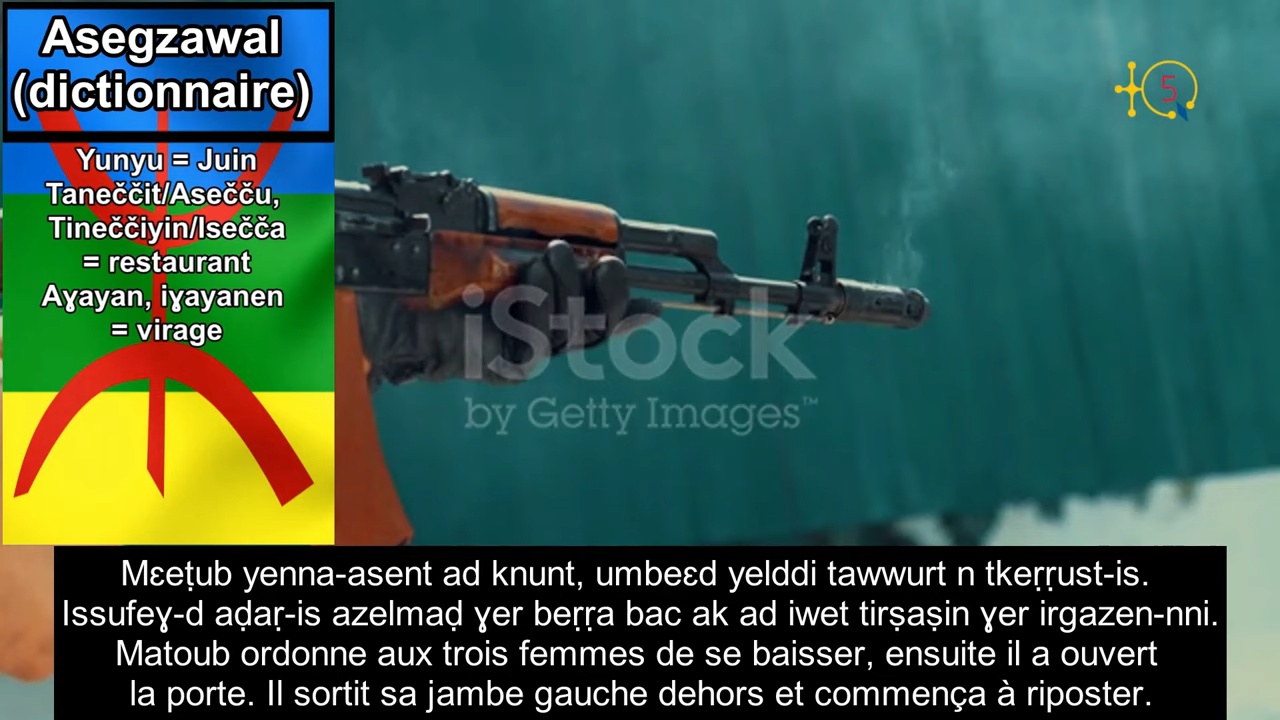 Asegzawal
(dictionnaire)
Yunyu = Juin
Taneččit/Asečču,
Tineččiyin/Isečča
= restaurant
Aɣayan, iɣayanen
= virage
5
iStock
by Getty Images™
Mɛeṭub yenna-asent ad knunt, umbeɛd yelddi tawwurt n tkeṛṛust-is.
Issufeɣ-d aḍaṛ-is azelmaḍ ɣer beṛṛa bac ak ad iwet tirṣaṣin ɣer irgazen-nni.
Matoub ordonne aux trois femmes de se baisser, ensuite il a ouvert
la porte. Il sortit sa jambe gauche dehors et commença à riposter.